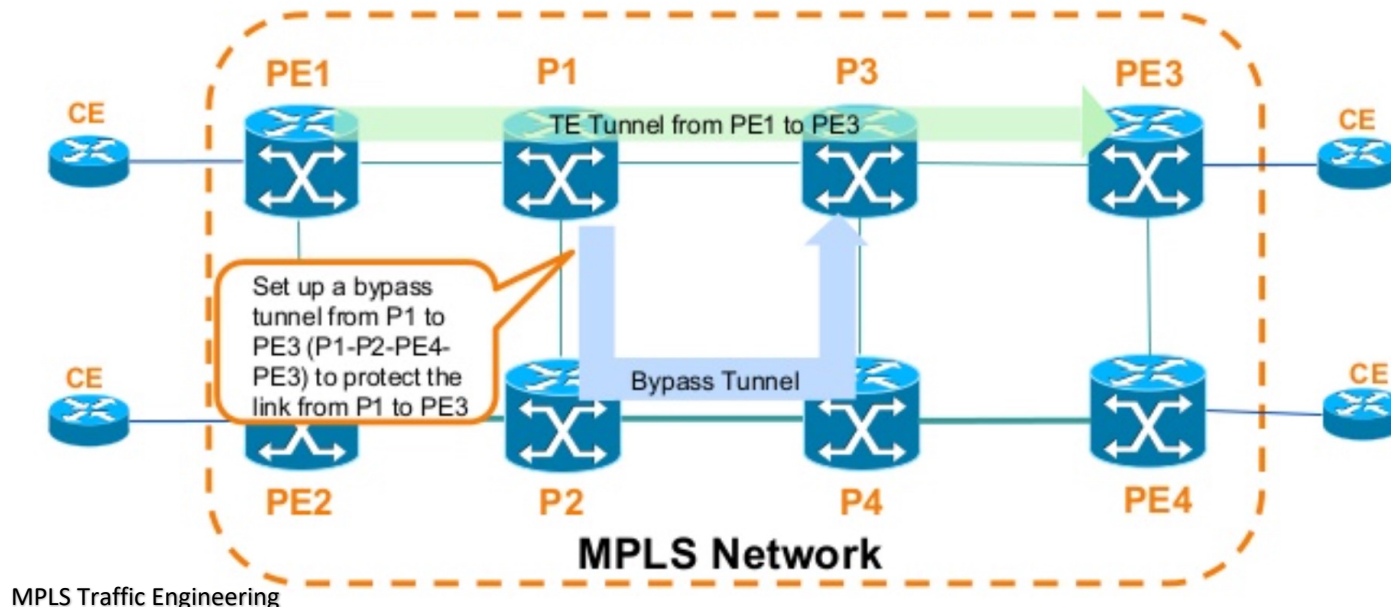 PE1
P1
P3
PE3
CE
CE
TE Tunnel from PE1 to PE3
Set up a bypass
tunnel from P1 to
PE3 (P1-P2-PE4-
PE3) to protect the
link from P1 to PE3
Bypass Tunnel
CE
CE
PE2
P2
P4
PE4
MPLS Network
MPLS Traffic Engineering